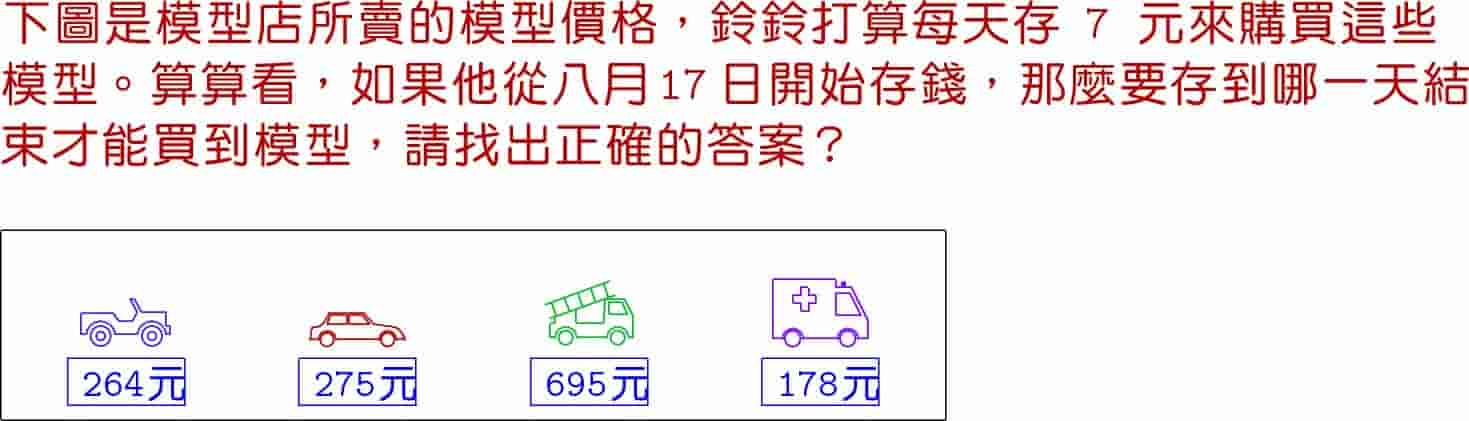 下圖是模型店所賣的模型價格，鈴鈴打算每天存 7 元來購買這些
模型。算算看，如果他從八月17日開始存錢，那麼要存到哪一天結
束才能買到模型，請找出正確的答案？
264元 275元 695元 178元